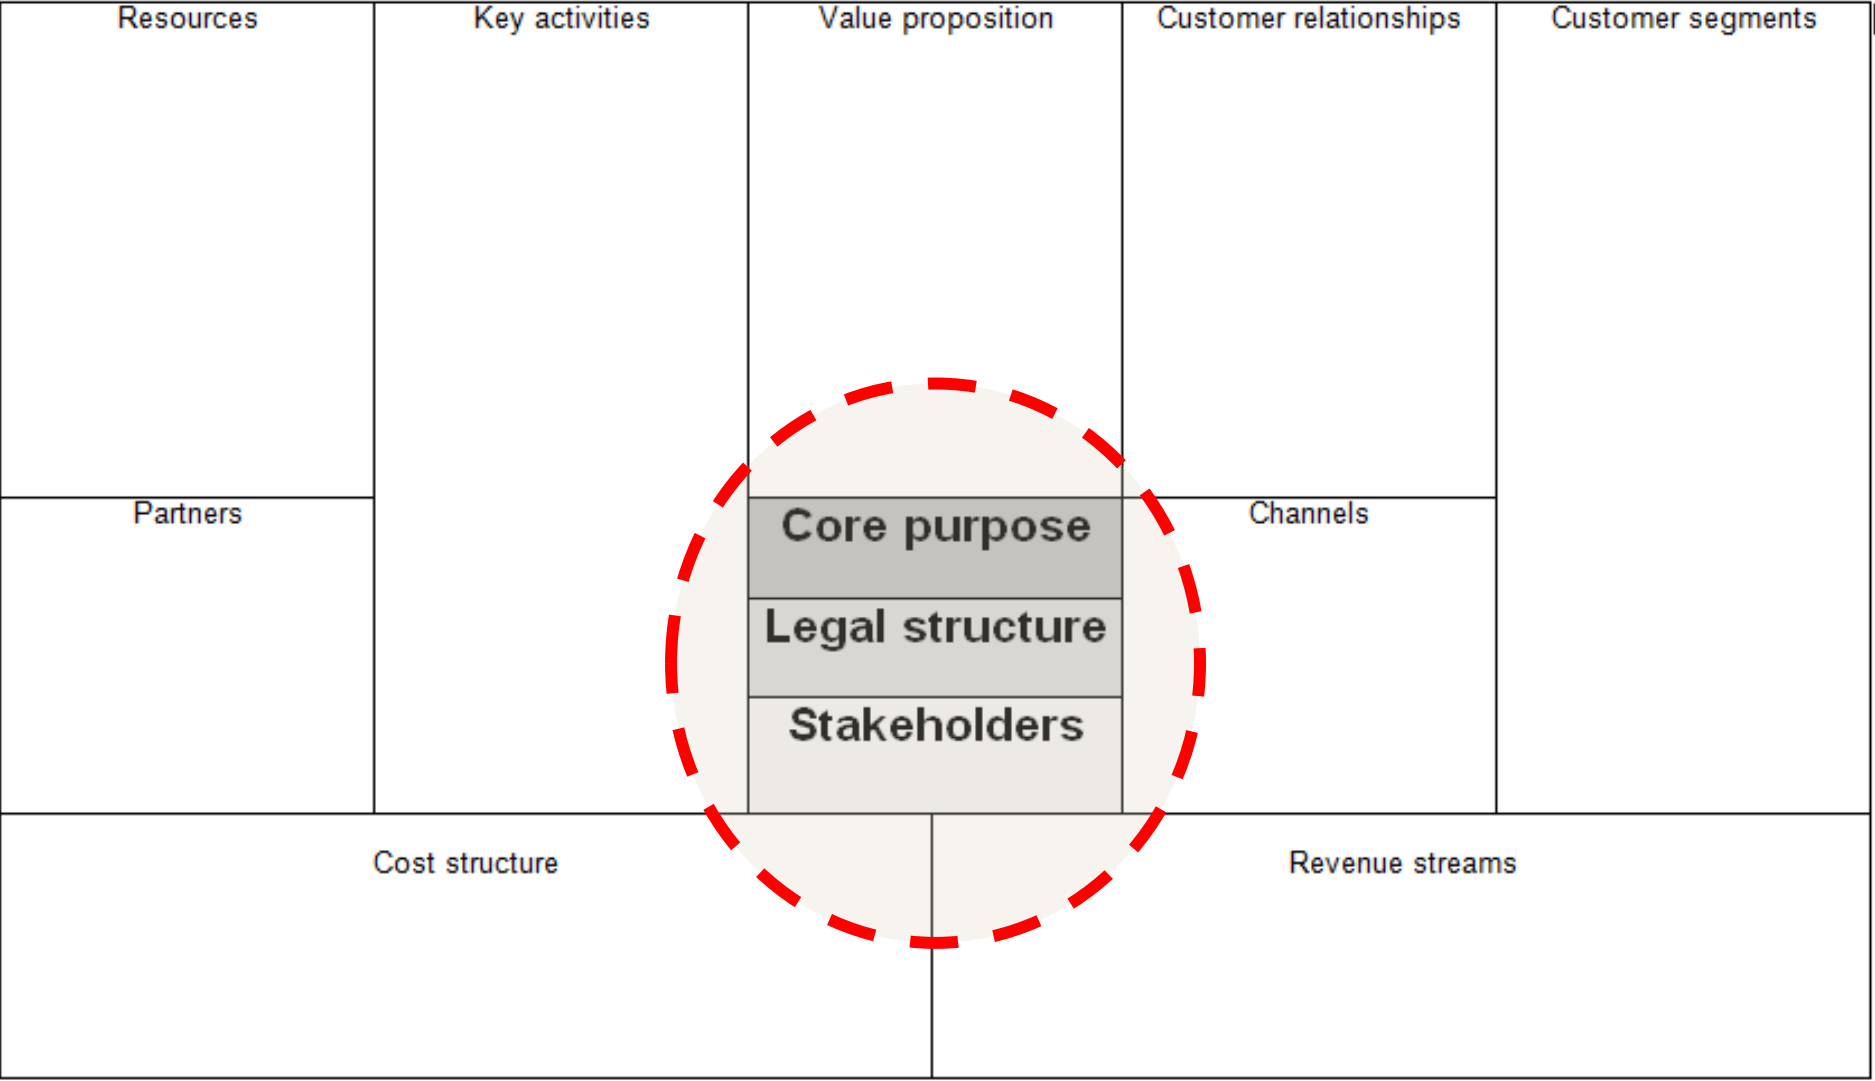 Resources
Key activities
Value proposition
Customer relationships
Customer segments
Partners
Core purpose
Legal structure
Stakeholders
Channels
Cost structure
Revenue streams